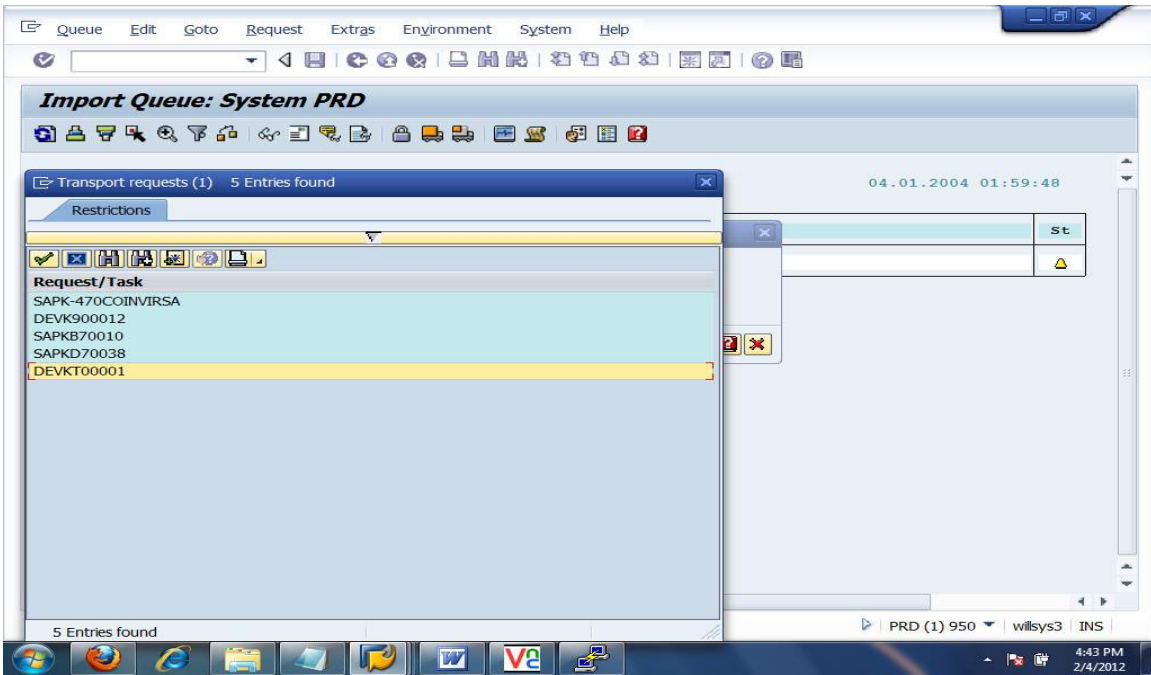 Queue Edit Goto Request Extras Environment System Help
Import Queue: System PRD
Transport requests (1) 5 Entries found
04.01.2004 01:59:48
Restrictions
St
Request/Task
SAPK-470COINVIRSA
DEVK900012
SAPKB70010
SAPKD70038
DEVKT00001
5 Entries found
PRD (1) 950 willsys3 INS
4:43 PM
2/4/2012